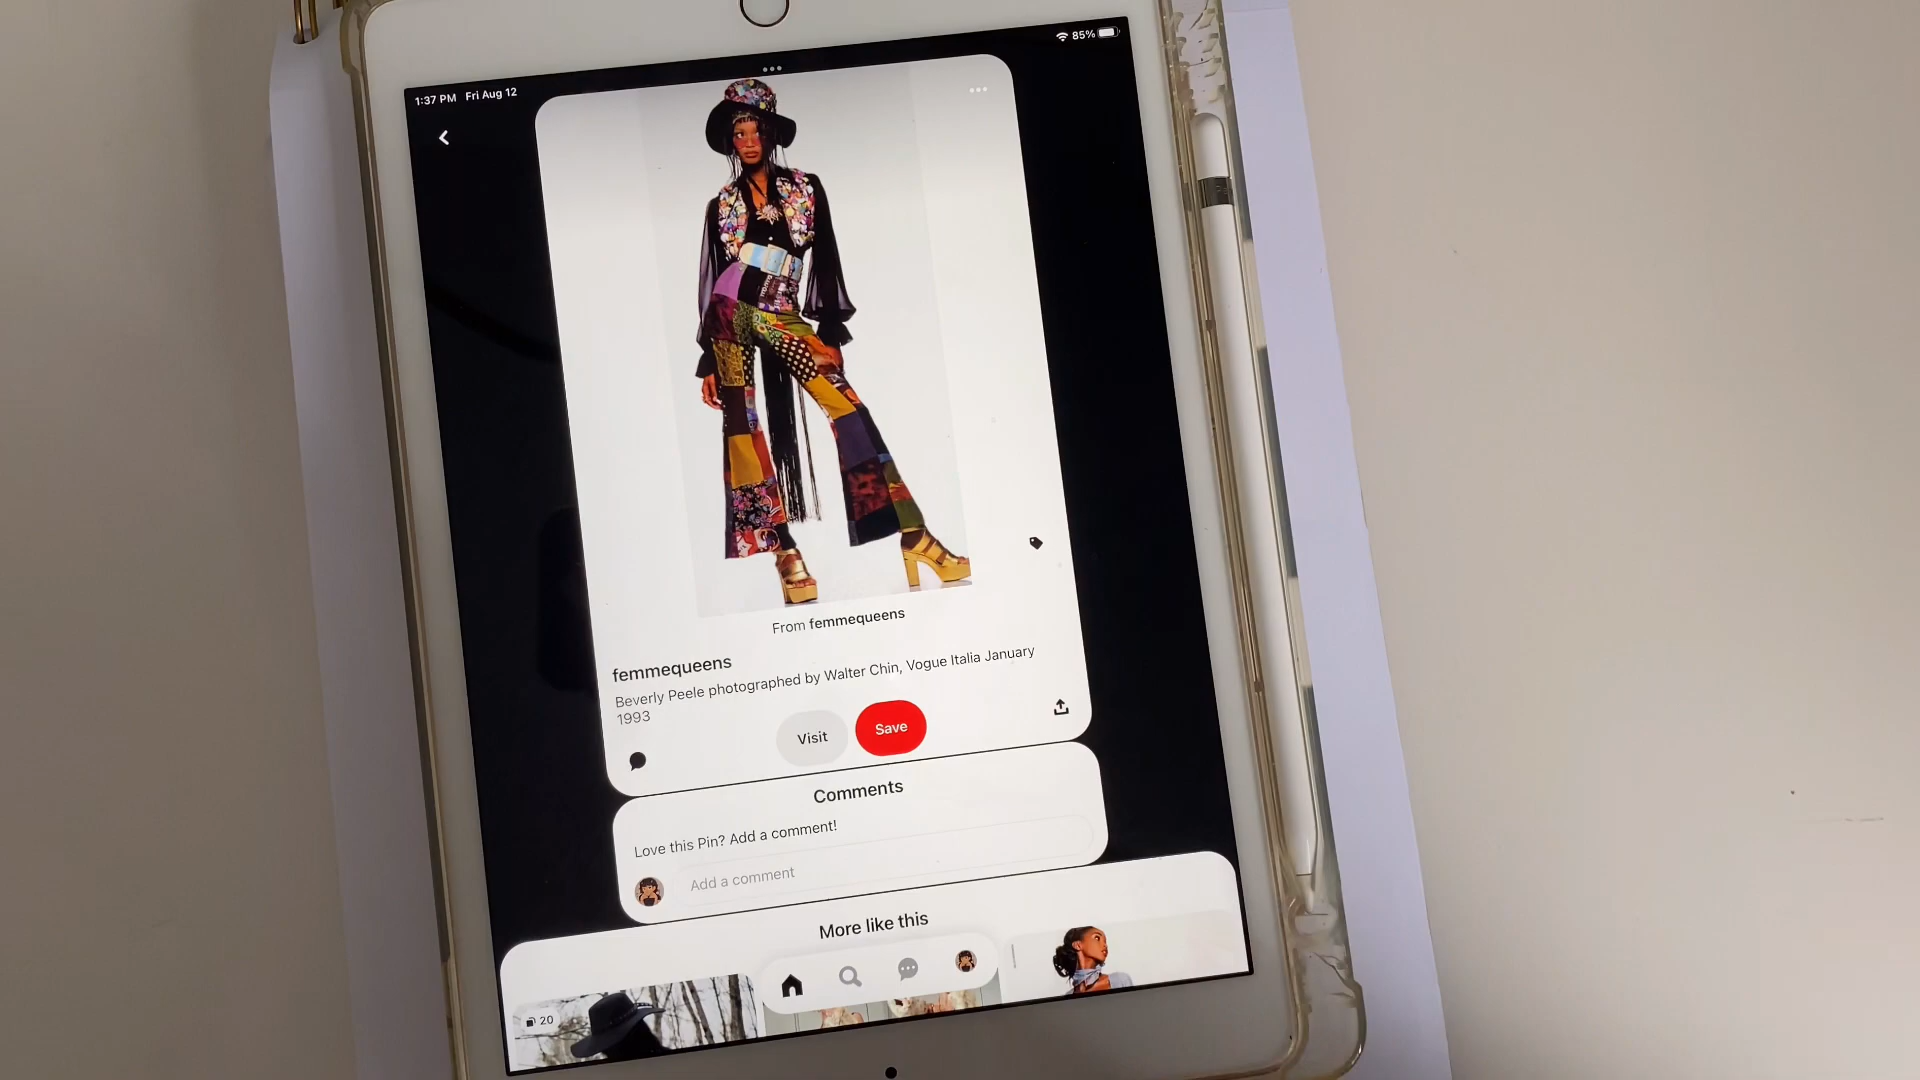 1:37 PM Fri Aug 12
85%
From femmequeens
femmequeens
Beverly Peele photographed by Walter Chin, Vogue Italia January
1993
Visit
Save
Comments
Love this Pin? Add a comment!
Add a comment
More like this
20